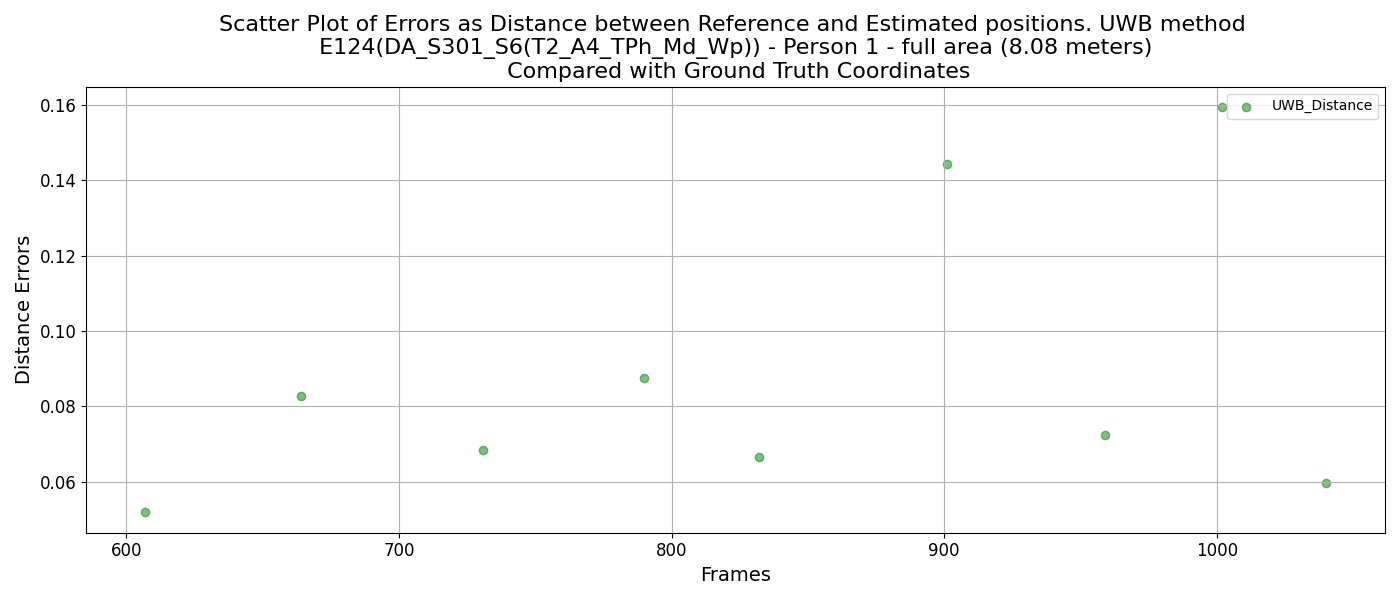 Scatter Plot of Errors as Distance between Reference and Estimated positions. UWB method
E124(DA_S301_S6(T2_A4_TPh_Md_Wp)) - Person 1 - full area (8.08 meters)
Compared with Ground Truth Coordinates
UWB_Distance
Distance Errors
0.16
0.14
0.12
0.10
0.08
0.06
600 700 800 900 1000
Frames